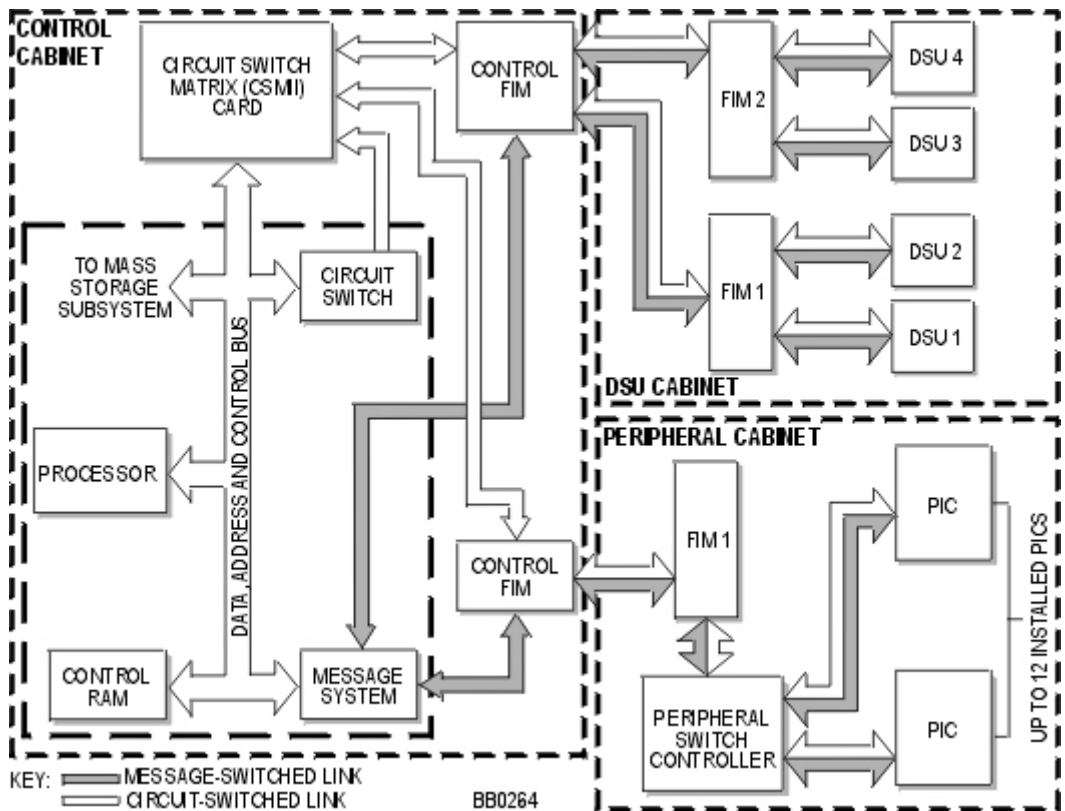 CONTROL
CABINET
CIRCUIT SWITCH
MATRIX (CSMII)
CARD
CONTROL
FIM
FIM 2
DSU 4
DSU 3
FIM 1
DSU 2
DSU 1
DSU CABINET
TO MASS
STORAGE
SUBSYSTEM
CIRCUIT
SWITCH
DATA, ADDRESS AND CONTROL BUS
PROCESSOR
CONTROL
RAM
MESSAGE
SYSTEM
CONTROL
FIM
PERIPHERAL CABINET
FIM 1
PIC
PERIPHERAL
SWITCH
CONTROLLER
PIC
UP TO 12 INSTALLED PICS
KEY:
MESSAGE-SWITCHED LINK
CIRCUIT-SWITCHED LINK
BB0264